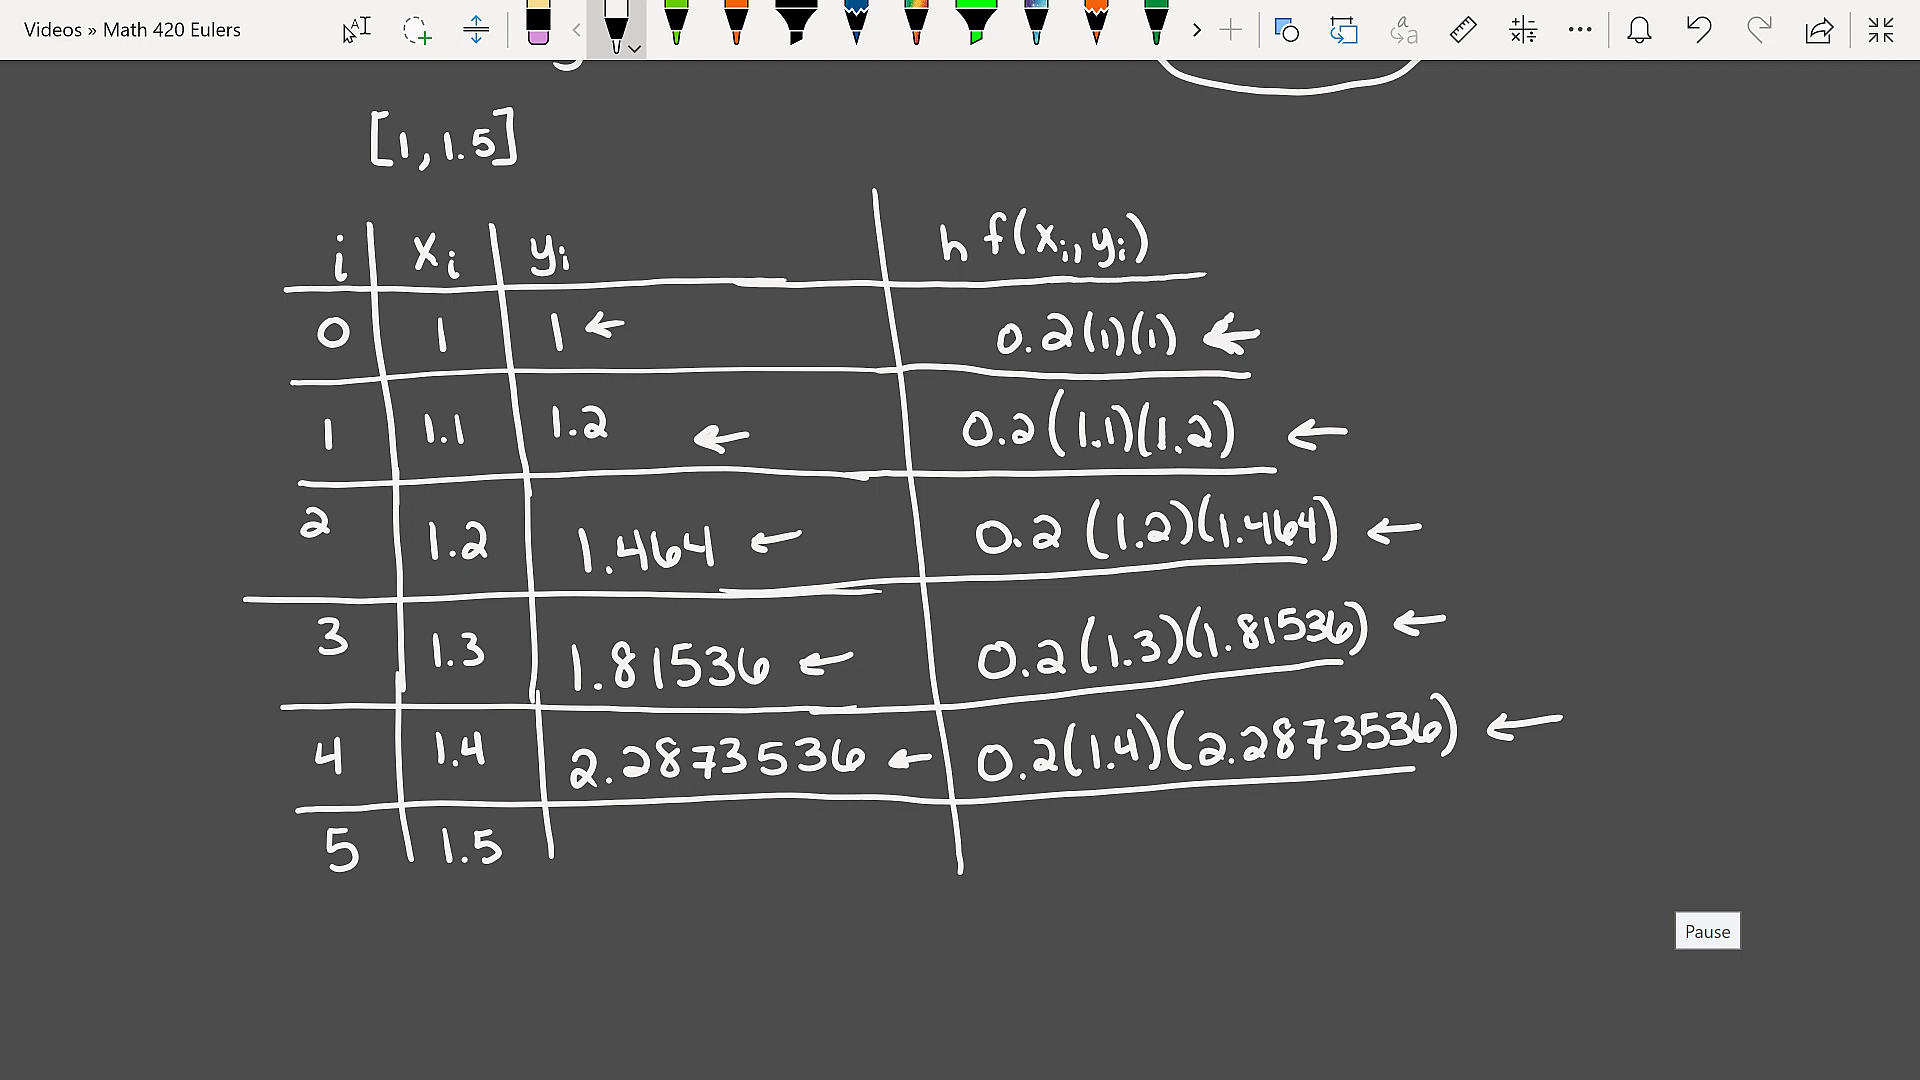 Videos » Math 420 Eulers
[1, 1.5]
i xᵢ yᵢ h f(xᵢ, yᵢ)
0 1 1 ← 0.2(1)(1) ←
1 1.1 1.2 ← 0.2(1.1)(1.2) ←
2 1.2 1.464 ← 0.2 (1.2)(1.464) ←
3 1.3 1.81536 ← 0.2(1.3)(1.81536) ←
4 1.4 2.2873536 ← 0.2(1.4)(2.2873536) ←
5 1.5
Pause